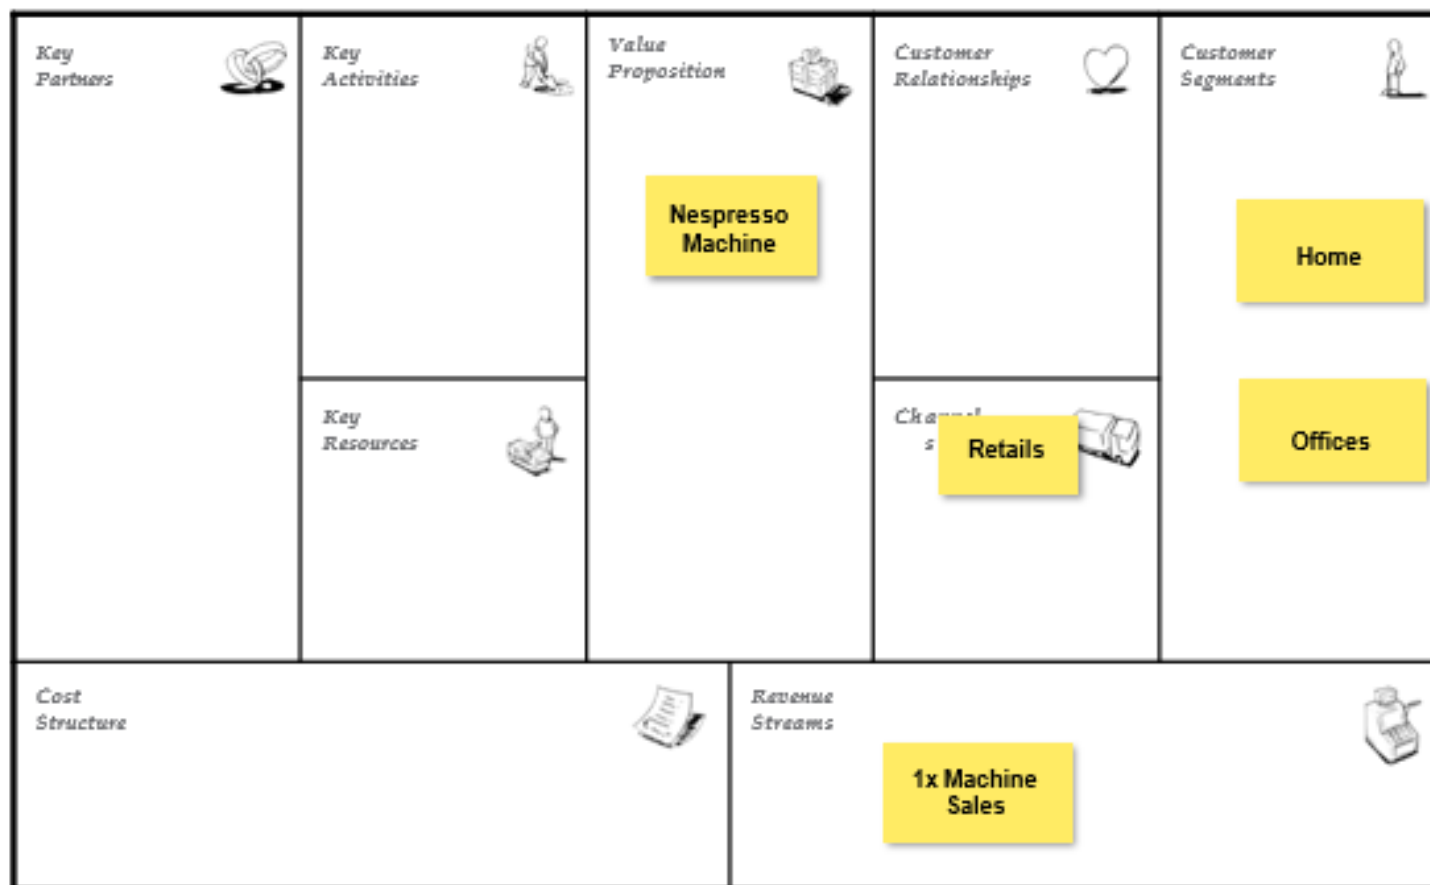 Key
Partners
Key
Activities
Value
Proposition
Nespresso
Machine
Customer
Relationships
Customer
Segments
Home
Offices
Key
Resources
Channel
s
Retails
Cost
Structure
Revenue
Streams
1x Machine
Sales